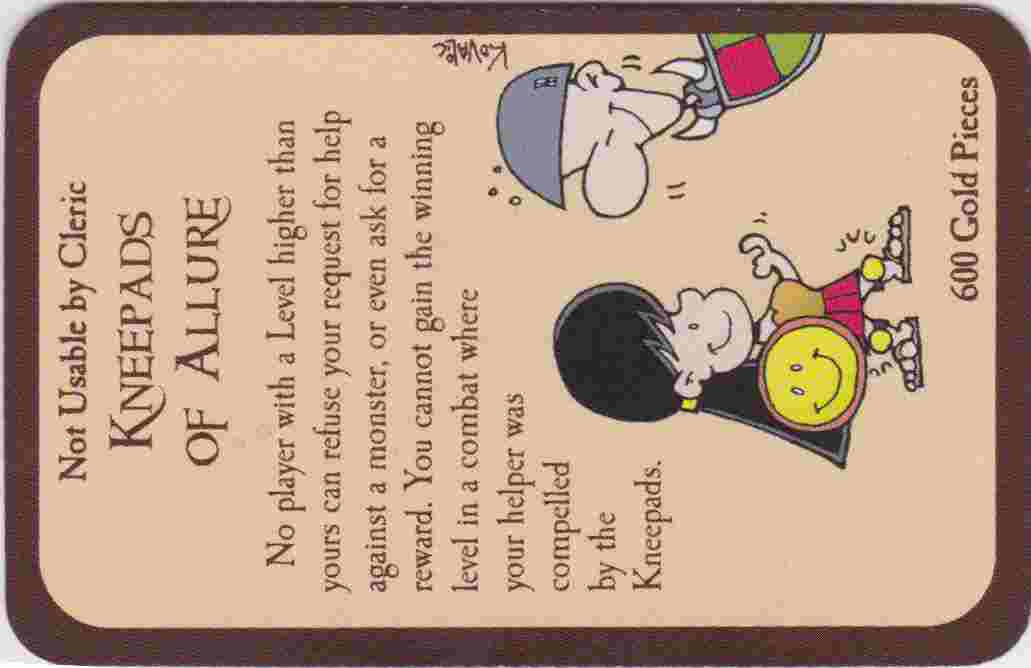 Not Usable by Cleric
KNEEPADS
OF ALLURE
No player with a Level higher than
yours can refuse your request for help
against a monster, or even ask for a
reward. You cannot gain the winning
level in a combat where
your helper was
compelled
by the
Kneepads.
KOVALIC
600 Gold Pieces